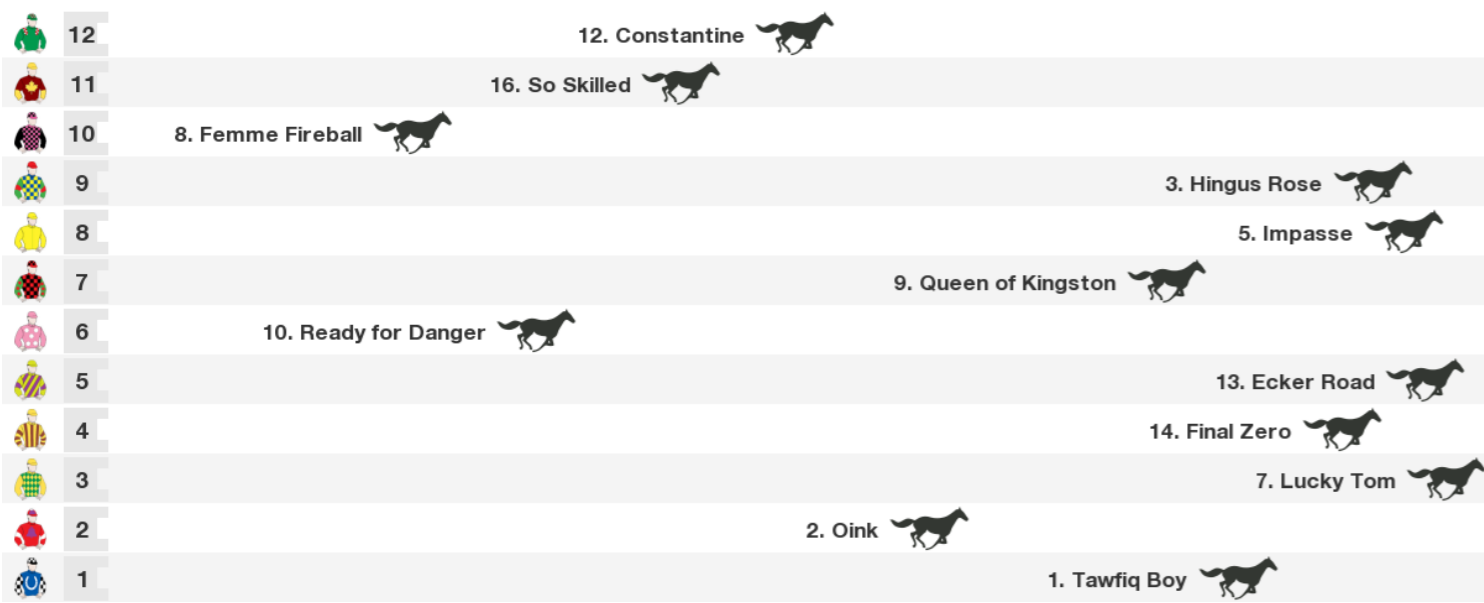 12 12. Constantine
11 16. So Skilled
10 8. Femme Fireball
9 3. Hingus Rose
8 5. Impasse
7 9. Queen of Kingston
6 10. Ready for Danger
5 13. Ecker Road
4 14. Final Zero
3 7. Lucky Tom
2 2. Oink
1 1. Tawfiq Boy